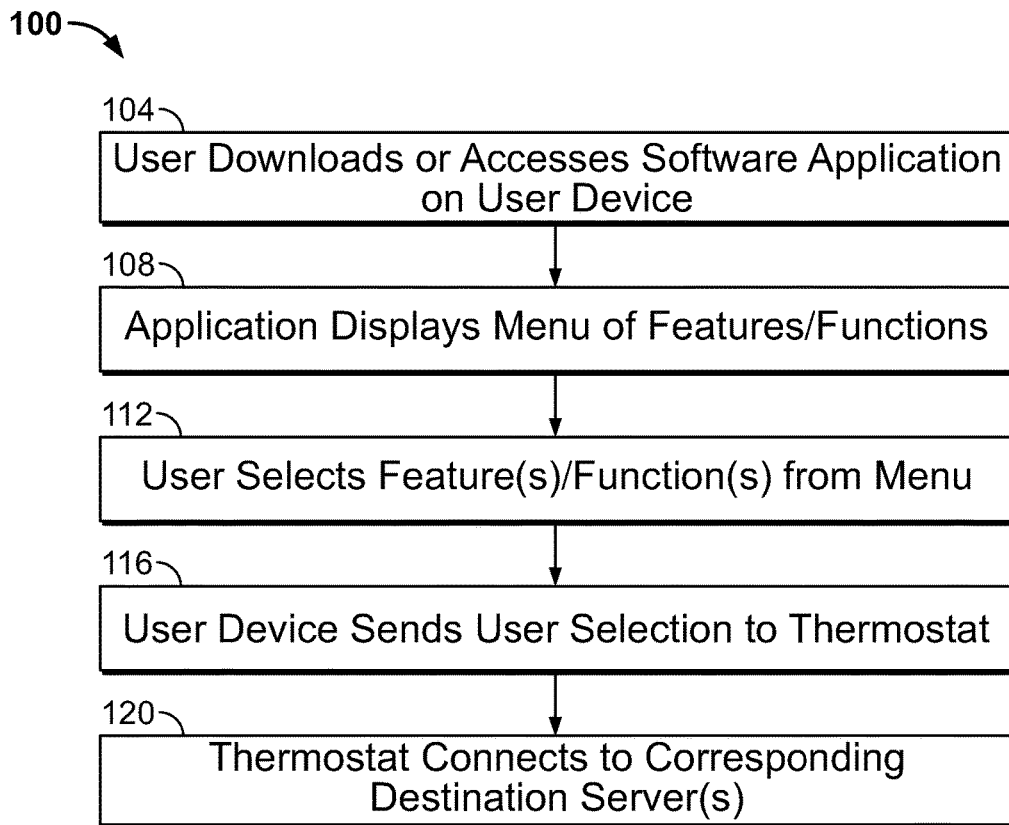 100
104
User Downloads or Accesses Software Application
on User Device
108
Application Displays Menu of Features/Functions
112
User Selects Feature(s)/Function(s) from Menu
116
User Device Sends User Selection to Thermostat
120
Thermostat Connects to Corresponding
Destination Server(s)